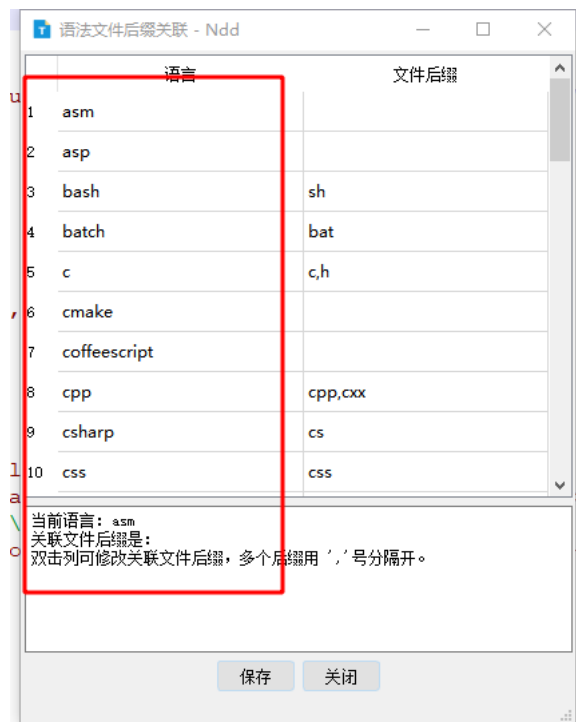 语法文件后缀关联 - Ndd
语言 文件后缀
1 asm
2 asp
3 bash sh
4 batch bat
5 c c,h
6 cmake
7 coffeescript
8 cpp cpp,cxx
9 csharp cs
10 css css
当前语言: asm
关联文件后缀是:
双击列可修改关联文件后缀，多个后缀用 ','号分隔开。
保存 关闭